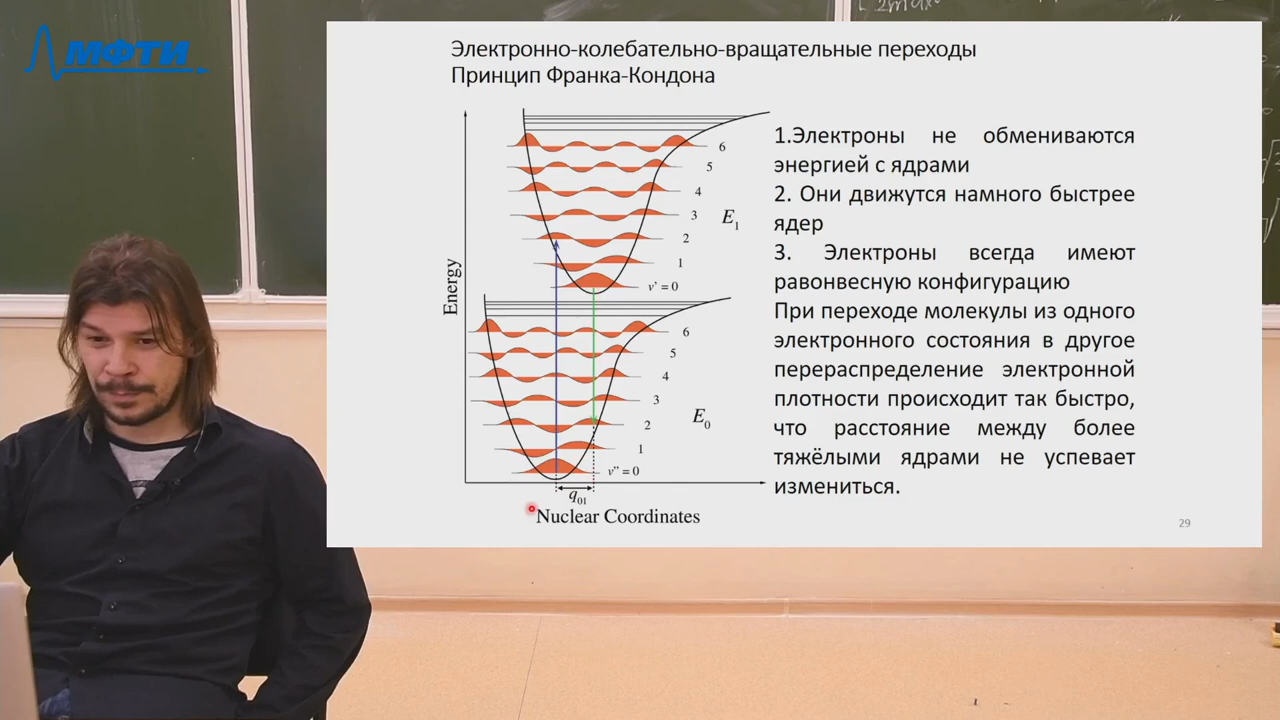 МФТИ
Электронно-колебательно-вращательные переходы
Принцип Франка-Кондона
1.Электроны не обмениваются
энергией с ядрами
2. Они движутся намного быстрее
ядер
3. Электроны всегда имеют
равонвесную конфигурацию
При переходе молекулы из одного
электронного состояния в другое
перераспределение электронной
плотности происходит так быстро,
что расстояние между более
тяжёлыми ядрами не успевает
измениться.
Energy
6
5
4
3
E1
2
1
v' = 0
6
5
4
3
E0
2
1
v" = 0
q01
Nuclear Coordinates
29